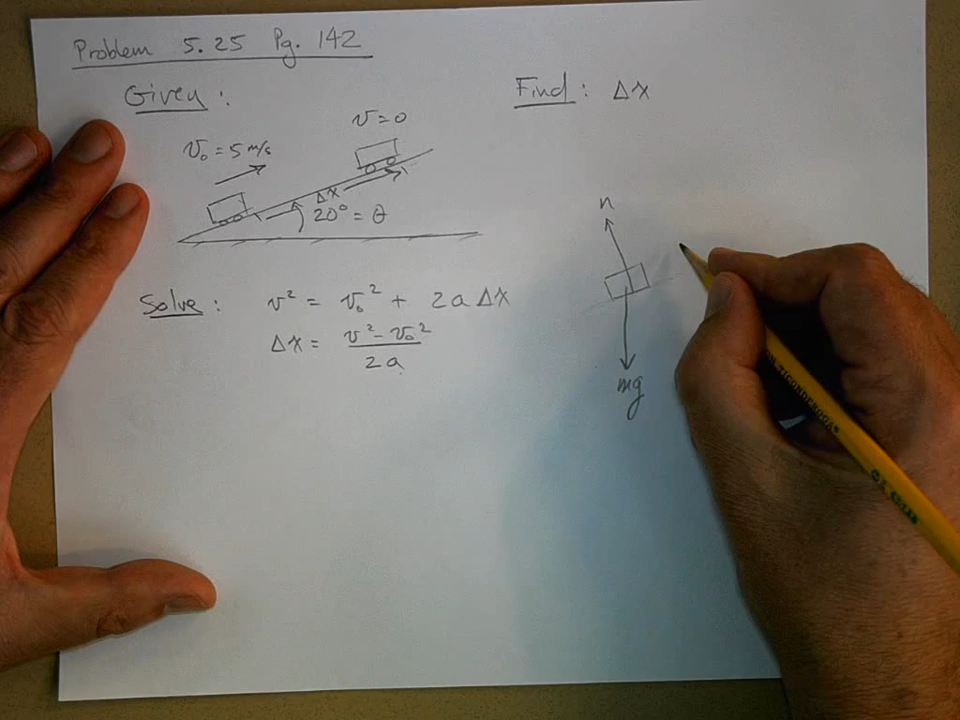 Problem 5.25 Pg. 142
Given:
Find: Δx
v=0
v₀ = 5 m/s
Δx
20° = θ
n
Solve: v² = v₀² + 2aΔx
Δx = v² - v₀²
2a
mg
TICONDEROGA